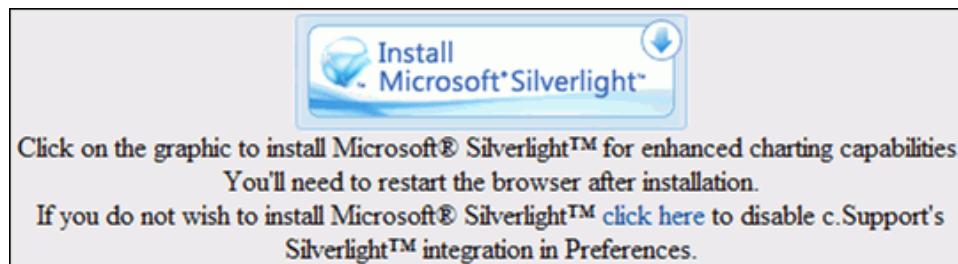 Install
Microsoft® Silverlight™
Click on the graphic to install Microsoft® Silverlight™ for enhanced charting capabilities
You'll need to restart the browser after installation.
If you do not wish to install Microsoft® Silverlight™ click here to disable c.Support's
Silverlight™ integration in Preferences.